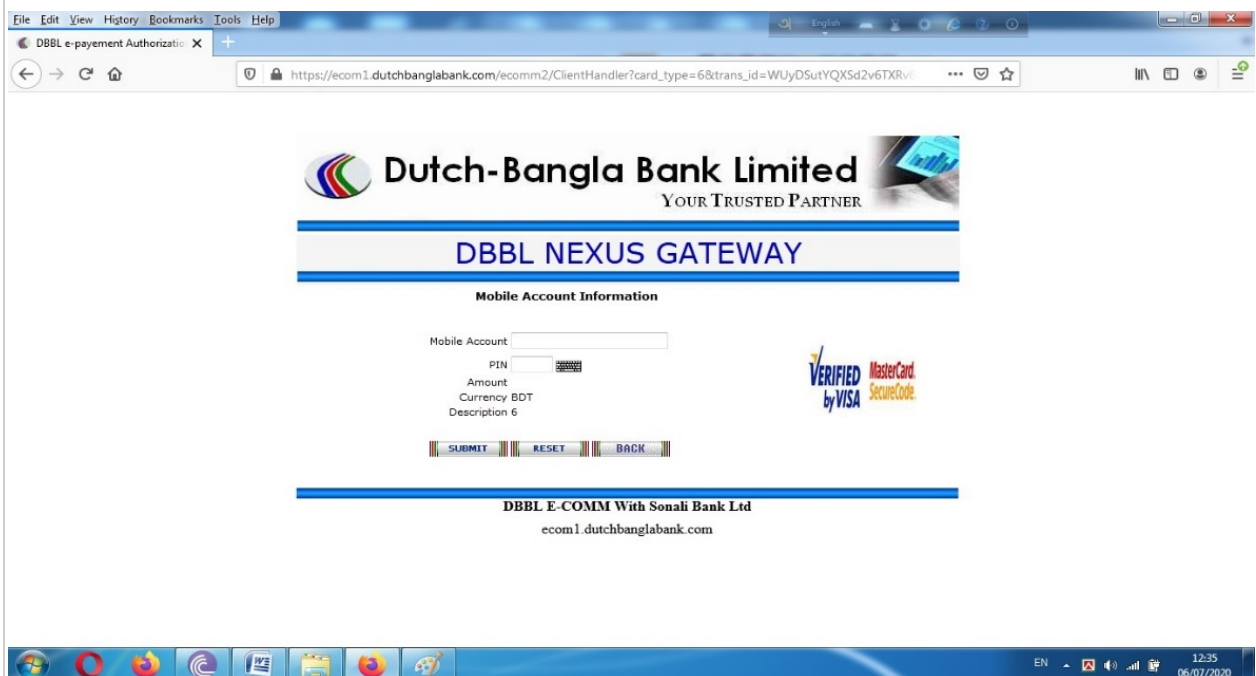 File Edit View History Bookmarks Tools Help
অ English
DBBL e-payement Authorizatio
https://ecom1.dutchbanglabank.com/ecomm2/ClientHandler?card_type=6&trans_id=WUyDSutYQXSd2v6TXRv
Dutch-Bangla Bank Limited
YOUR TRUSTED PARTNER
DBBL NEXUS GATEWAY
Mobile Account Information
Mobile Account
PIN
Amount
Currency BDT
Description 6
VERIFIED by VISA
MasterCard. SecureCode.
SUBMIT RESET BACK
DBBL E-COMM With Sonali Bank Ltd
ecom1.dutchbanglabank.com
EN 12:35
06/07/2020